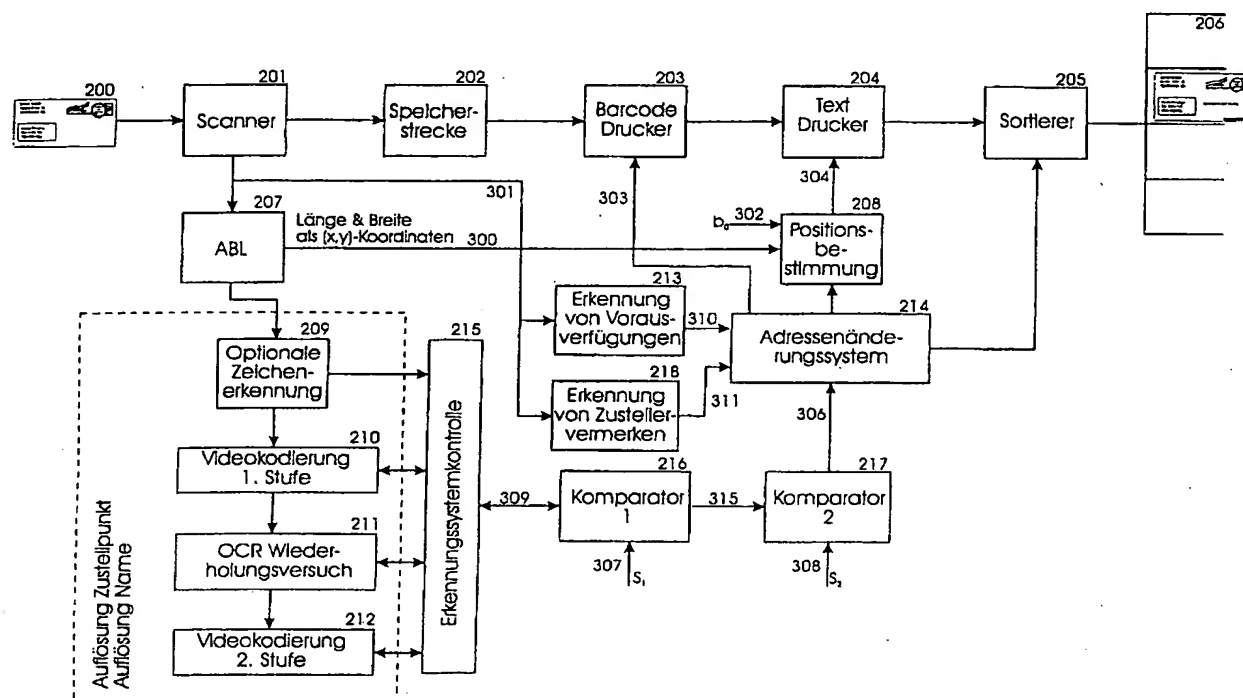 206
200
201
202
203
204
205
Scanner
Speicher-
strecke
Barcode
Drucker
Text
Drucker
Sortierer
301
303
304
207
ABL
Länge & Breite
als (x,y)-Koordinaten
300
302
208
Positions-
be-
stimmung
213
Erkennung
von Voraus-
verfügungen
310
214
Adressenände-
rungssystem
218
Erkennung
von Zusteller-
vermerken
311
306
209
Optionale
Zeichen-
erkennung
215
Erkennungssystemkontrolle
210
Videokodierung
1. Stufe
211
OCR Wieder-
holungsversuch
212
Videokodierung
2. Stufe
Auflösung Zustellpunkt
Auflösung Name
309
216
Komparator
1
315
217
Komparator
2
307
S₁
308
S₂